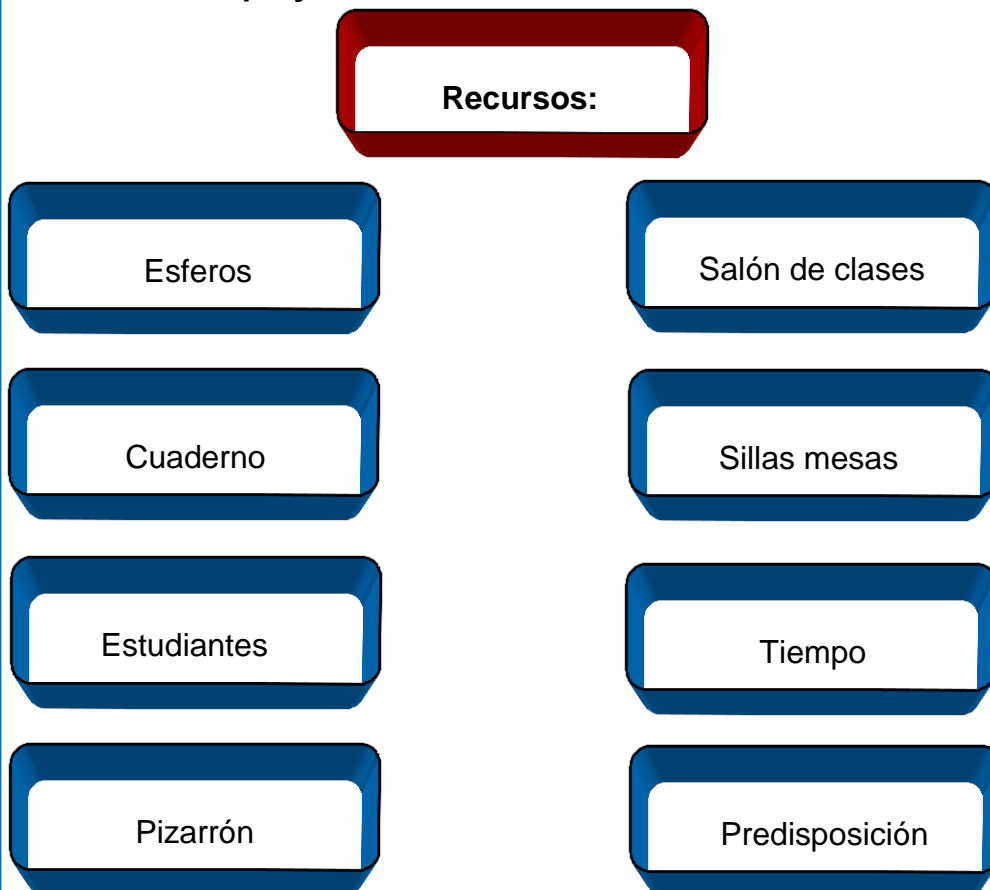 Recursos:
Esferos
Salón de clases
Cuaderno
Sillas mesas
Estudiantes
Tiempo
Pizarrón
Predisposición